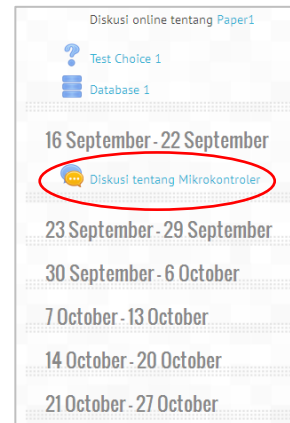 Diskusi online tentang Paper1
Test Choice 1
Database 1
16 September - 22 September
Diskusi tentang Mikrokontroler
23 September - 29 September
30 September - 6 October
7 October - 13 October
14 October - 20 October
21 October - 27 October